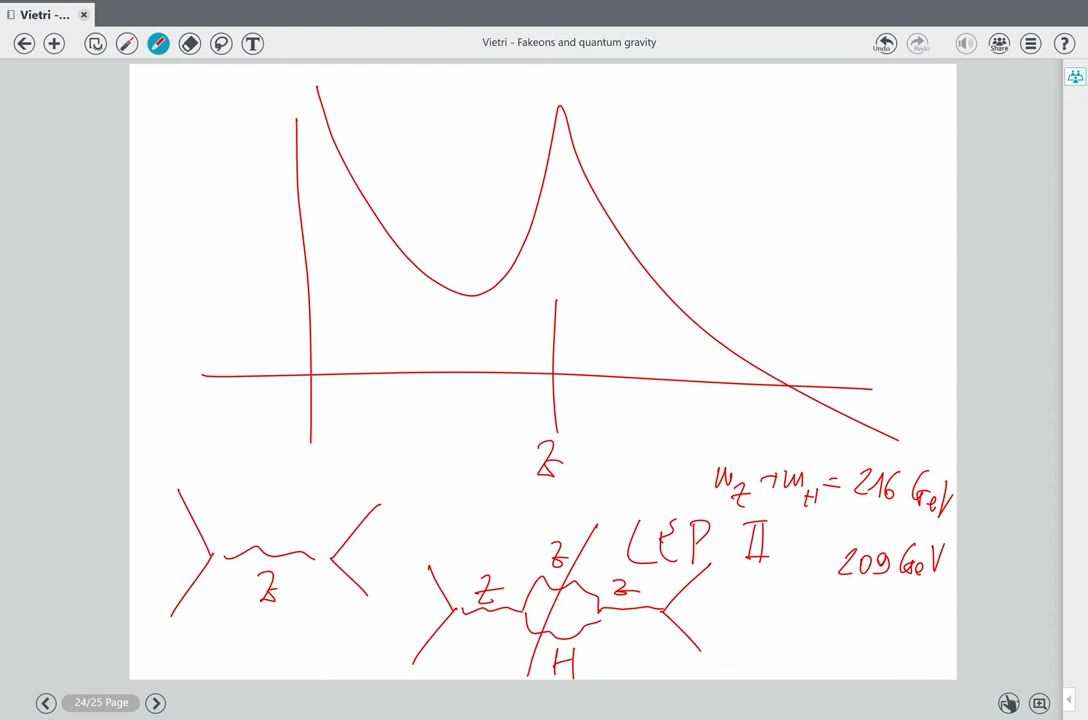 Vietri -...
Vietri - Fakeons and quantum gravity
Undo
Redo
Share
T
?
Z
m_Z + m_H = 216 GeV
LEP II
209 GeV
Z
Z
Z
Z
H
24/25 Page